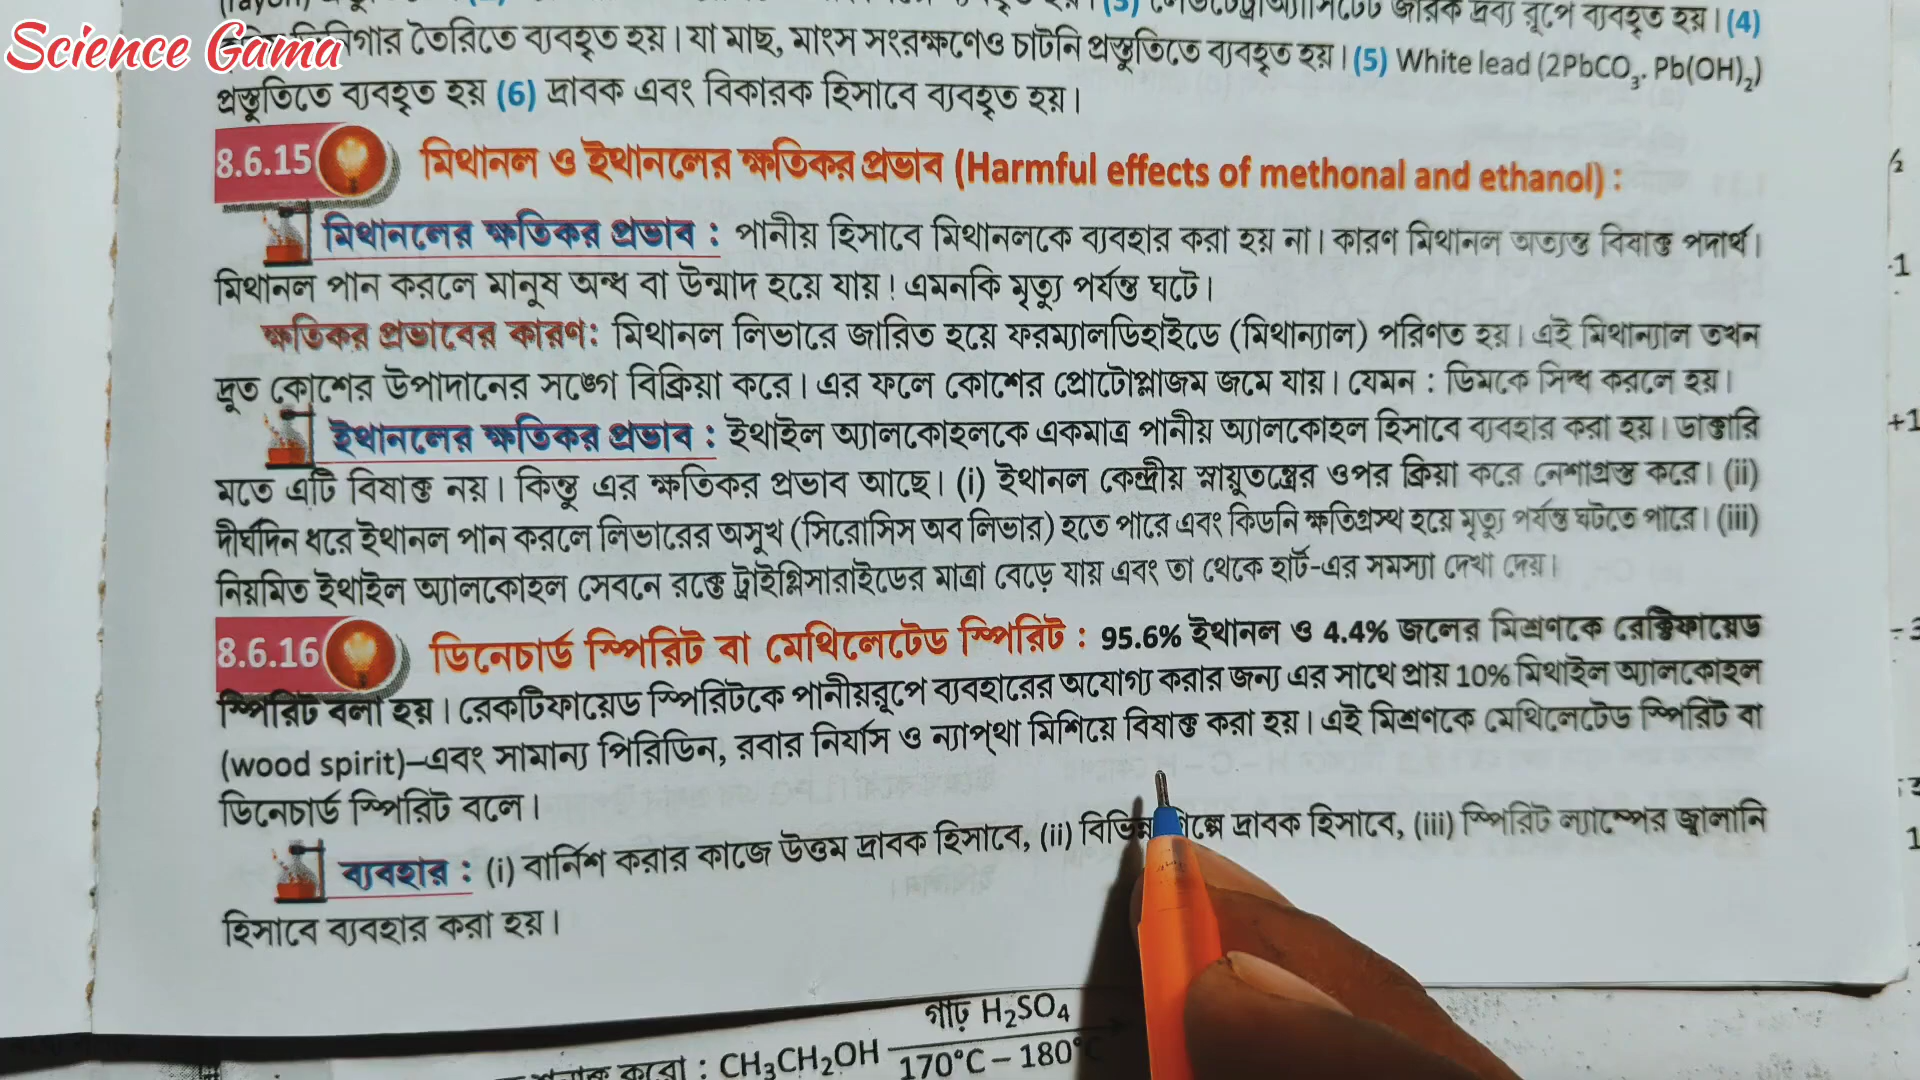 Science Gama
(rayon) (3) জারক দ্রব্য রূপে ব্যবহৃত হয়। (4)
তৈরিতে ব্যবহৃত হয়। যা মাছ, মাংস সংরক্ষণেও চাটনি প্রস্তুতিতে ব্যবহৃত হয়। (5) White lead (2PbCO₃. Pb(OH)₂)
প্রস্তুতিতে ব্যবহৃত হয় (6) দ্রাবক এবং বিকারক হিসাবে ব্যবহৃত হয়।
8.6.15 মিথানল ও ইথানলের ক্ষতিকর প্রভাব (Harmful effects of methonal and ethanol) :
মিথানলের ক্ষতিকর প্রভাব : পানীয় হিসাবে মিথানলকে ব্যবহার করা হয় না। কারণ মিথানল অত্যন্ত বিষাক্ত পদার্থ।
মিথানল পান করলে মানুষ অন্ধ বা উন্মাদ হয়ে যায়! এমনকি মৃত্যু পর্যন্ত ঘটে।
ক্ষতিকর প্রভাবের কারণ: মিথানল লিভারে জারিত হয়ে ফরম্যালডিহাইডে (মিথান্যাল) পরিণত হয়। এই মিথান্যাল তখন
দ্রুত কোশের উপাদানের সঙ্গে বিক্রিয়া করে। এর ফলে কোশের প্রোটোপ্লাজম জমে যায়। যেমন : ডিমকে সিদ্ধ করলে হয়।
ইথানলের ক্ষতিকর প্রভাব : ইথাইল অ্যালকোহলকে একমাত্র পানীয় অ্যালকোহল হিসাবে ব্যবহার করা হয়। ডাক্তারি
মতে এটি বিষাক্ত নয়। কিন্তু এর ক্ষতিকর প্রভাব আছে। (i) ইথানল কেন্দ্রীয় স্নায়ুতন্ত্রের ওপর ক্রিয়া করে নেশাগ্রস্ত করে। (ii)
দীর্ঘদিন ধরে ইথানল পান করলে লিভারের অসুখ (সিরোসিস অব লিভার) হতে পারে এবং কিডনি ক্ষতিগ্রস্থ হয়ে মৃত্যু পর্যন্ত ঘটতে পারে। (iii)
নিয়মিত ইথাইল অ্যালকোহল সেবনে রক্তে ট্রাইগ্লিসারাইডের মাত্রা বেড়ে যায় এবং তা থেকে হার্ট-এর সমস্যা দেখা দেয়।
8.6.16 ডিনেচার্ড স্পিরিট বা মেথিলেটেড স্পিরিট : 95.6% ইথানল ও 4.4% জলের মিশ্রণকে রেক্টিফায়েড
স্পিরিট বলা হয়। রেকটিফায়েড স্পিরিটকে পানীয়রূপে ব্যবহারের অযোগ্য করার জন্য এর সাথে প্রায় 10% মিথাইল অ্যালকোহল
(wood spirit)–এবং সামান্য পিরিডিন, রবার নির্যাস ও ন্যাপ্থা মিশিয়ে বিষাক্ত করা হয়। এই মিশ্রণকে মেথিলেটেড স্পিরিট বা
ডিনেচার্ড স্পিরিট বলে।
ব্যবহার : (i) বার্নিশ করার কাজে উত্তম দ্রাবক হিসাবে, (ii) বিভিন্ন দ্রাবক হিসাবে, (iii) স্পিরিট ল্যাম্পের জ্বালানি
হিসাবে ব্যবহার করা হয়।
গাঢ় H₂SO₄
করো : CH₃CH₂OH
170°C – 180°C